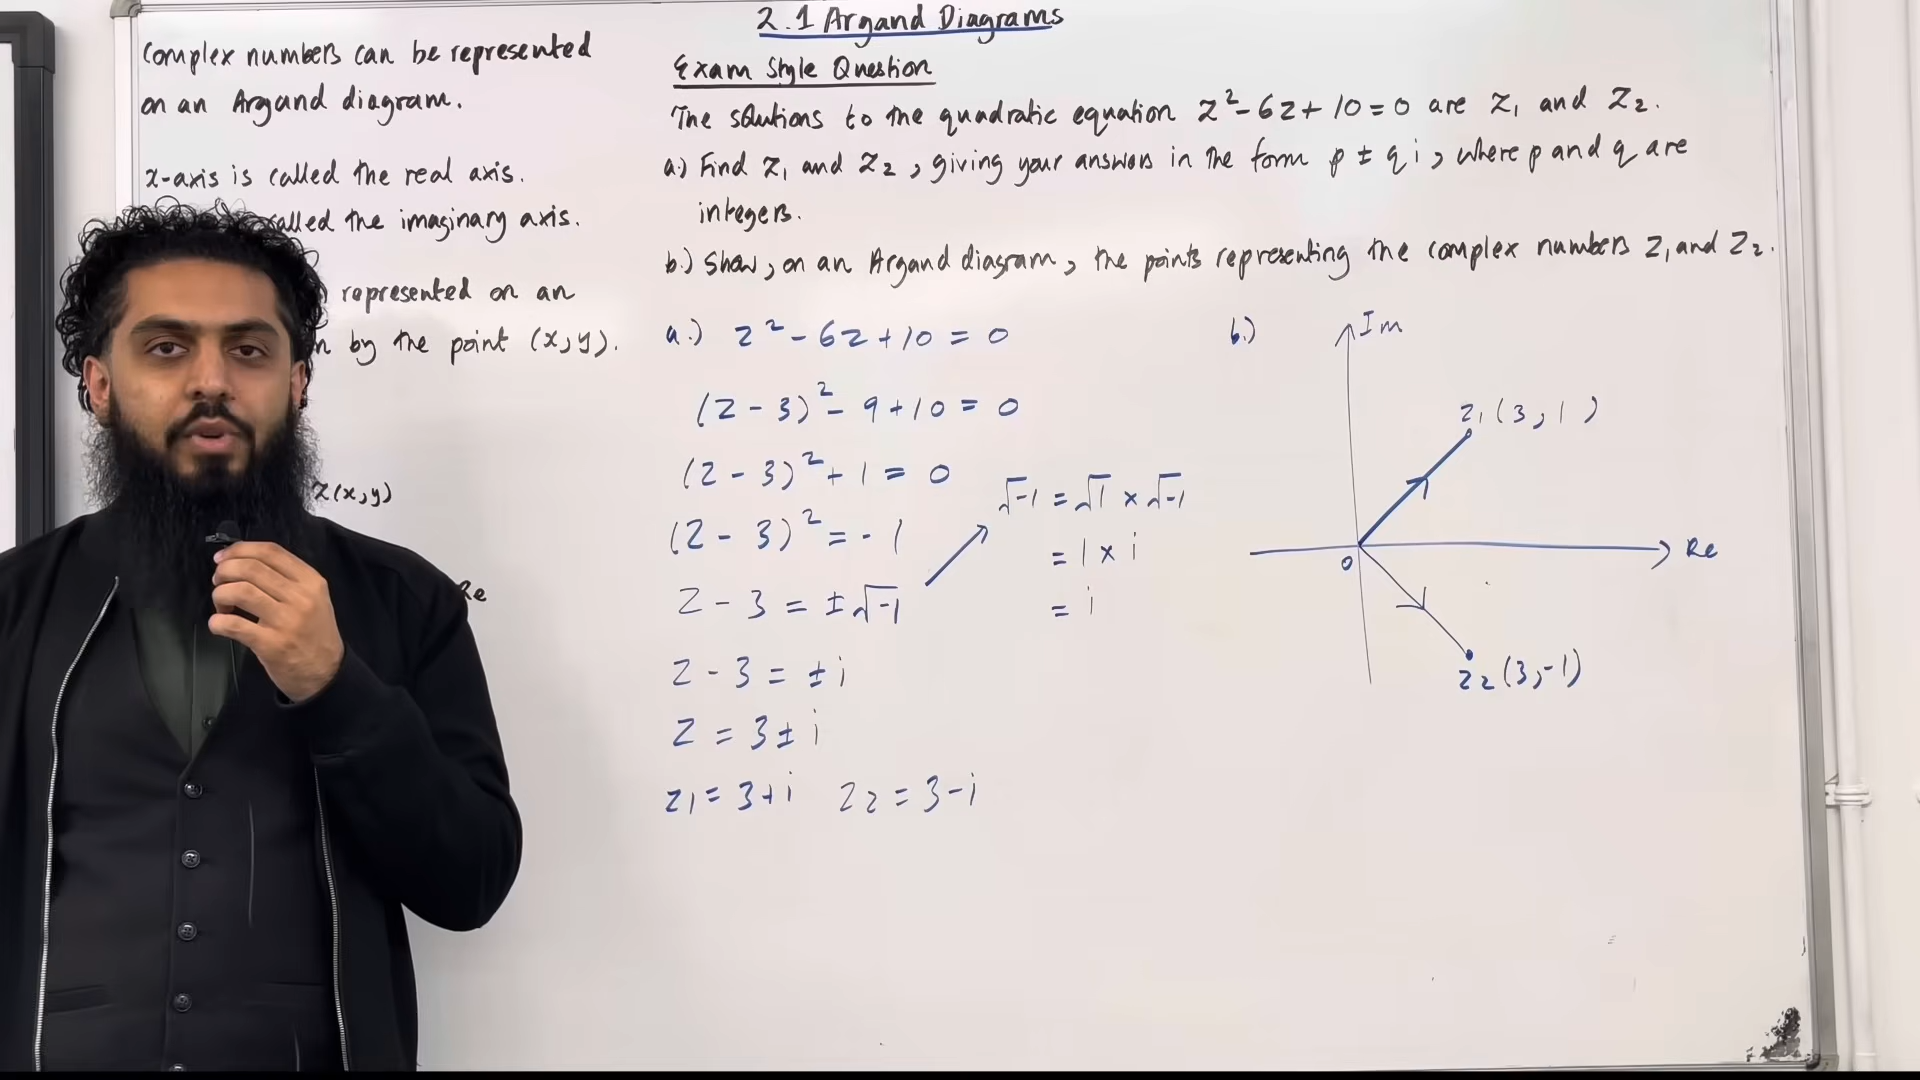 2.1 Argand Diagrams
Complex numbers can be represented
on an Argand diagram.
x-axis is called the real axis.
called the imaginary axis.
represented on an
by the point (x,y).
Z(x,y)
Re
Exam Style Question
The solutions to the quadratic equation z²-6z+10=0 are z₁ and z₂.
a.) Find z₁ and z₂, giving your answers in the form p ± qi, where p and q are
integers.
b.) Show, on an Argand diagram, the points representing the complex numbers z₁ and z₂.
a.) z²-6z+10=0
(z-3)²-9+10=0
(z-3)²+1=0
(z-3)²=-1
z-3=±√-1
z-3=±i
z=3±i
z₁=3+i z₂=3-i
√-1=√1×√-1
=1×i
=i
b.)
Im
z₁(3,1)
0
Re
z₂(3,-1)